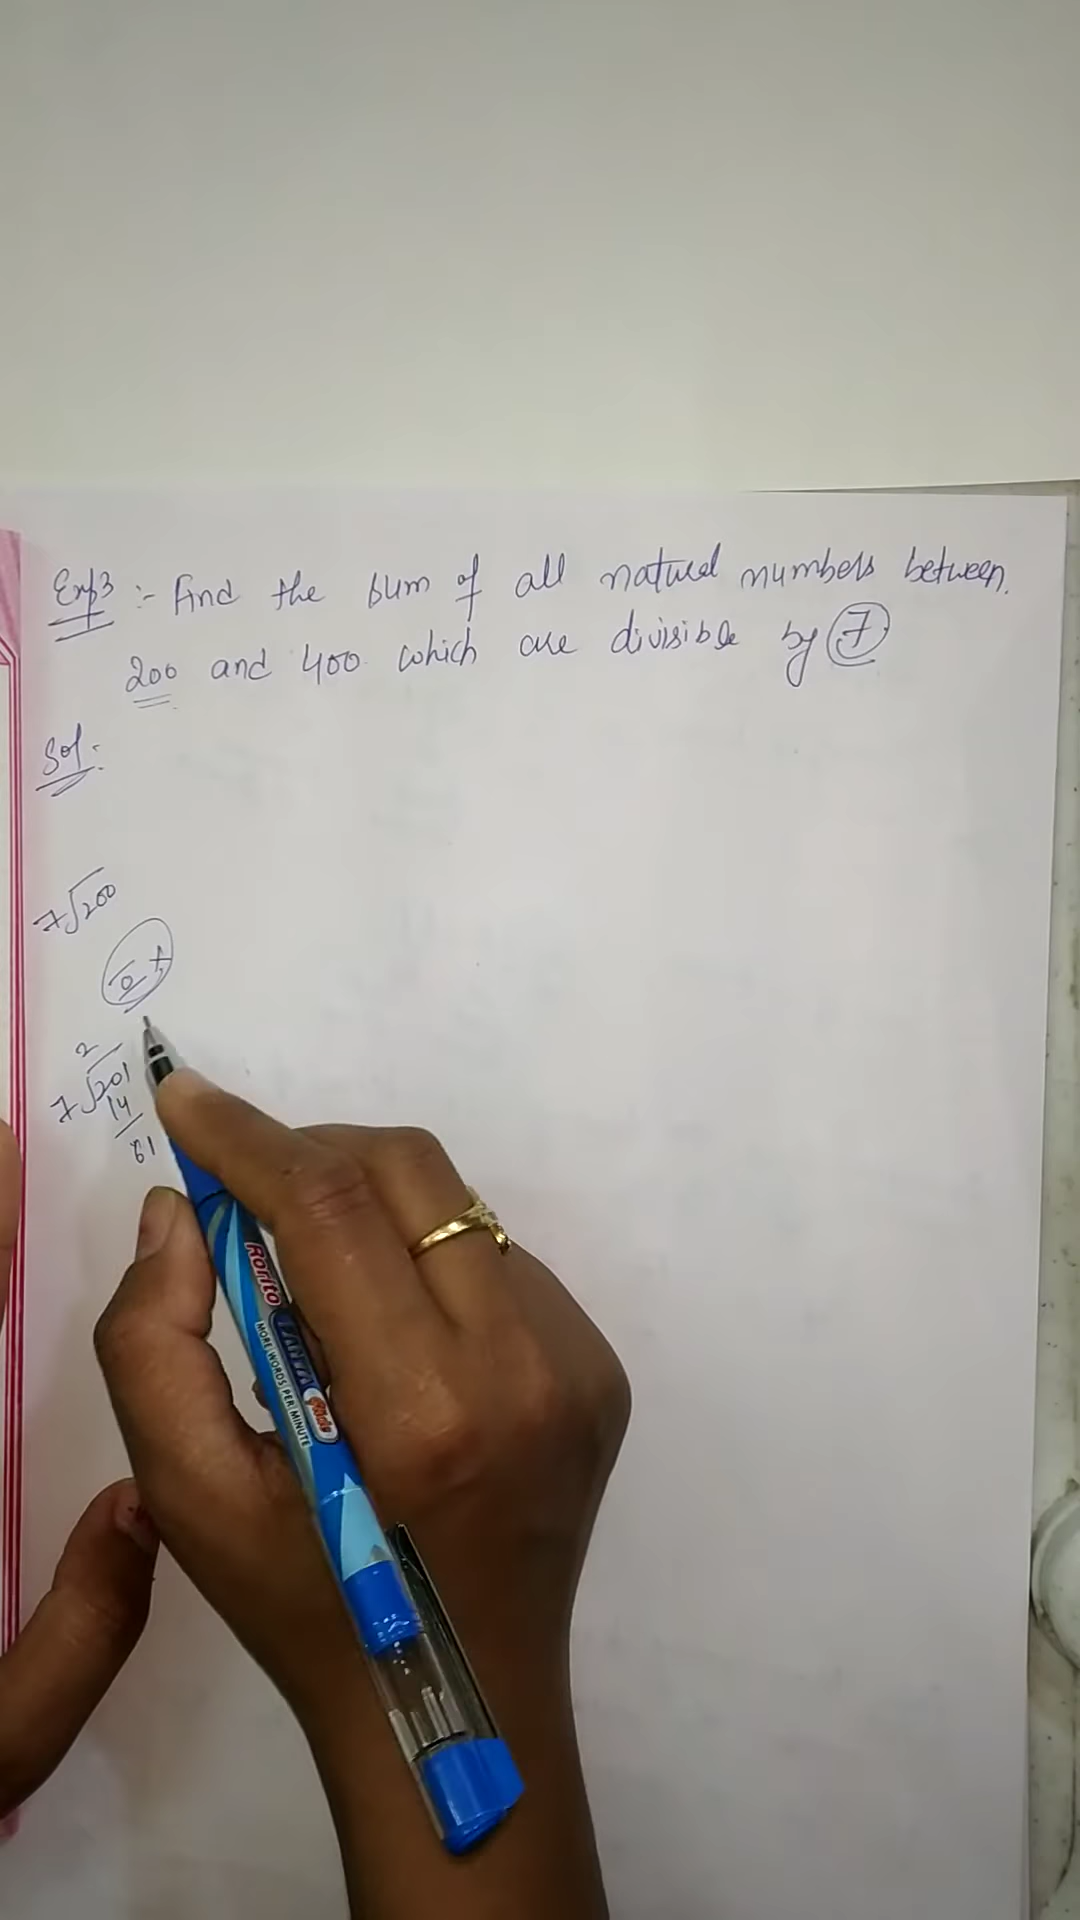 Exp3 :- Find the sum of all natural numbers between
200 and 400 which are divisible by 7
Sol:
7√200
0
2
7√201
14
61
Rorito
MORE WORDS PER MINUTE